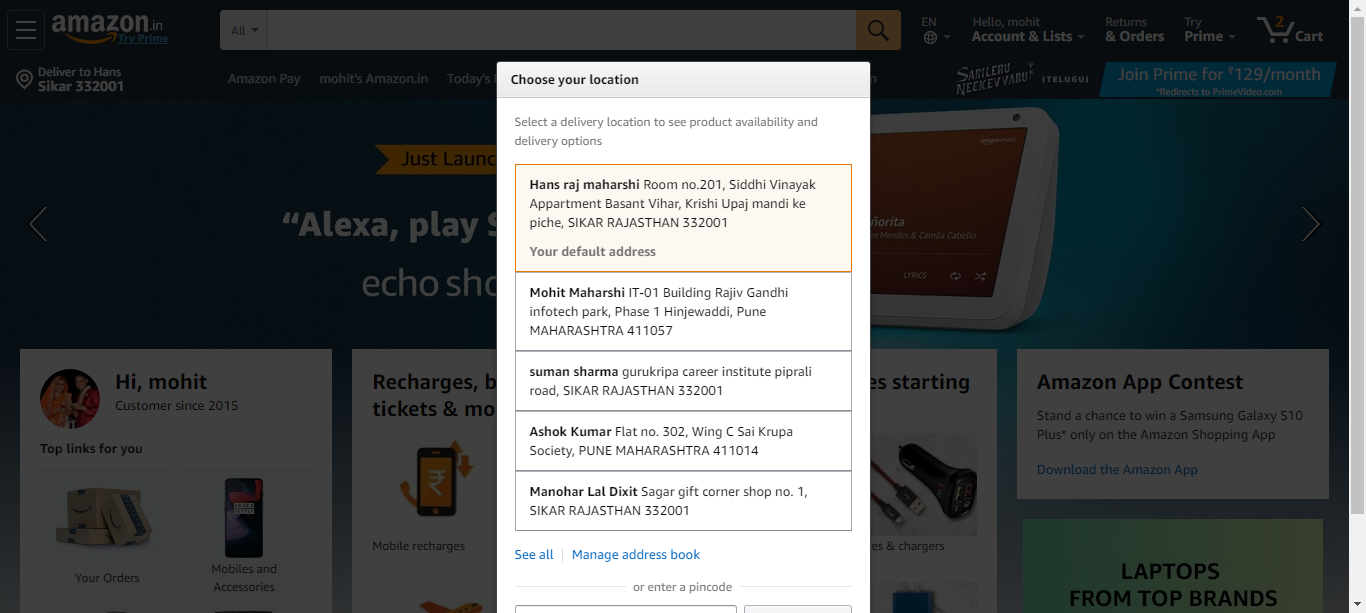 amazon.in
Try Prime
All
EN
Hello, mohit
Account & Lists
Returns
& Orders
Try
Prime
2
Cart
Deliver to Hans
Sikar 332001
Amazon Pay
mohit's Amazon.in
Today's
SARILERU
NEEKEVVARU
(TELUGU)
Join Prime for ₹129/month
*Redirects to PrimeVideo.com
Choose your location
Select a delivery location to see product availability and
delivery options
Hans raj maharshi Room no.201, Siddhi Vinayak
Appartment Basant Vihar, Krishi Upaj mandi ke
piche, SIKAR RAJASTHAN 332001
Your default address
Mohit Maharshi IT-01 Building Rajiv Gandhi
infotech park, Phase 1 Hinjewaddi, Pune
MAHARASHTRA 411057
suman sharma gurukripa career institute piprali
road, SIKAR RAJASTHAN 332001
Ashok Kumar Flat no. 302, Wing C Sai Krupa
Society, PUNE MAHARASHTRA 411014
Manohar Lal Dixit Sagar gift corner shop no. 1,
SIKAR RAJASTHAN 332001
See all
Manage address book
or enter a pincode
Just Launc
“Alexa, play S
echo sho
amazon music
ñorita
n Mendes & Camila Cabello
LYRICS
Hi, mohit
Customer since 2015
Top links for you
Your Orders
Mobiles and
Accessories
Recharges, b
tickets & mo
Mobile recharges
es starting
es & chargers
Amazon App Contest
Stand a chance to win a Samsung Galaxy S10
Plus* only on the Amazon Shopping App
Download the Amazon App
LAPTOPS
FROM TOP BRANDS